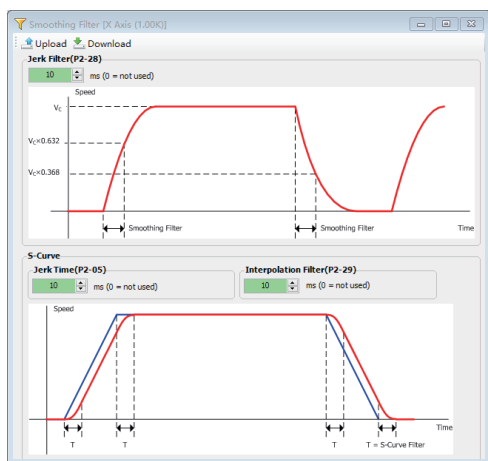 Smoothing Filter [X Axis (1.00K)]
Upload Download
Jerk Filter(P2-28)
10 ms (0 = not used)
Speed
Vc
Vc×0.632
Vc×0.368
Smoothing Filter Smoothing Filter Time
S-Curve
Jerk Time(P2-05) Interpolation Filter(P2-29)
10 ms (0 = not used) 10 ms (0 = not used)
Speed
Time
T T T T = S-Curve Filter